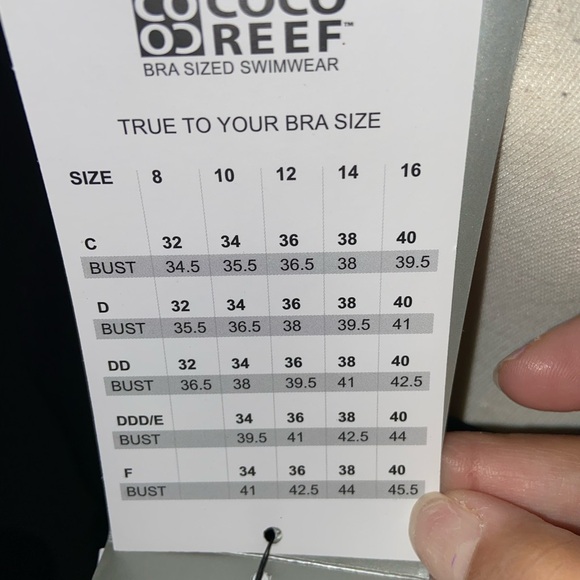 COCO
REEF™
BRA SIZED SWIMWEAR
TRUE TO YOUR BRA SIZE
SIZE 8 10 12 14 16
C 32 34 36 38 40
BUST 34.5 35.5 36.5 38 39.5
D 32 34 36 38 40
BUST 35.5 36.5 38 39.5 41
DD 32 34 36 38 40
BUST 36.5 38 39.5 41 42.5
DDD/E 34 36 38 40
BUST 39.5 41 42.5 44
F 34 36 38 40
BUST 41 42.5 44 45.5